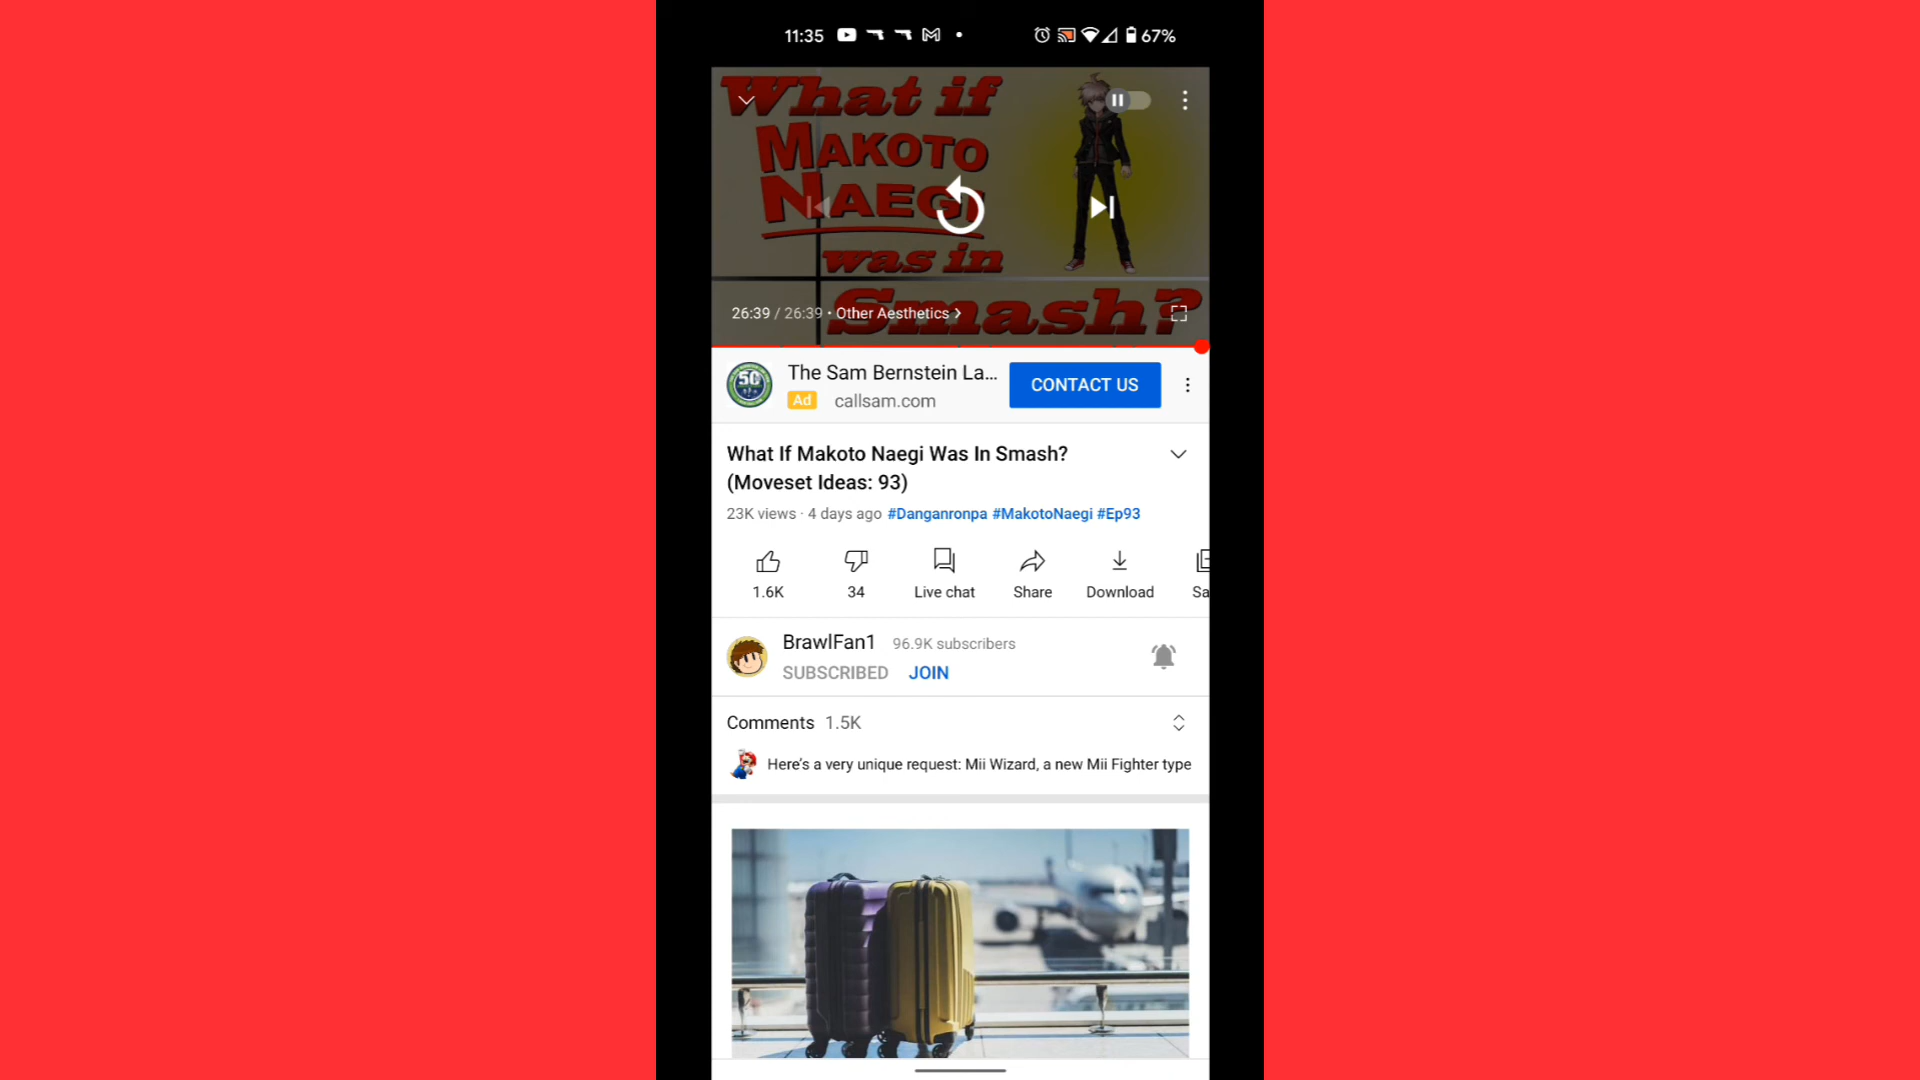 11:35
67%
What if
MAKOTO
NAEGI
was in
Smash?
26:39 / 26:39 • Other Aesthetics
50
The Sam Bernstein La...
CONTACT US
Ad callsam.com
What If Makoto Naegi Was In Smash?
(Moveset Ideas: 93)
23K views · 4 days ago #Danganronpa #MakotoNaegi #Ep93
1.6K
34
Live chat
Share
Download
Sa
BrawlFan1 96.9K subscribers
SUBSCRIBED JOIN
Comments 1.5K
Here's a very unique request: Mii Wizard, a new Mii Fighter type